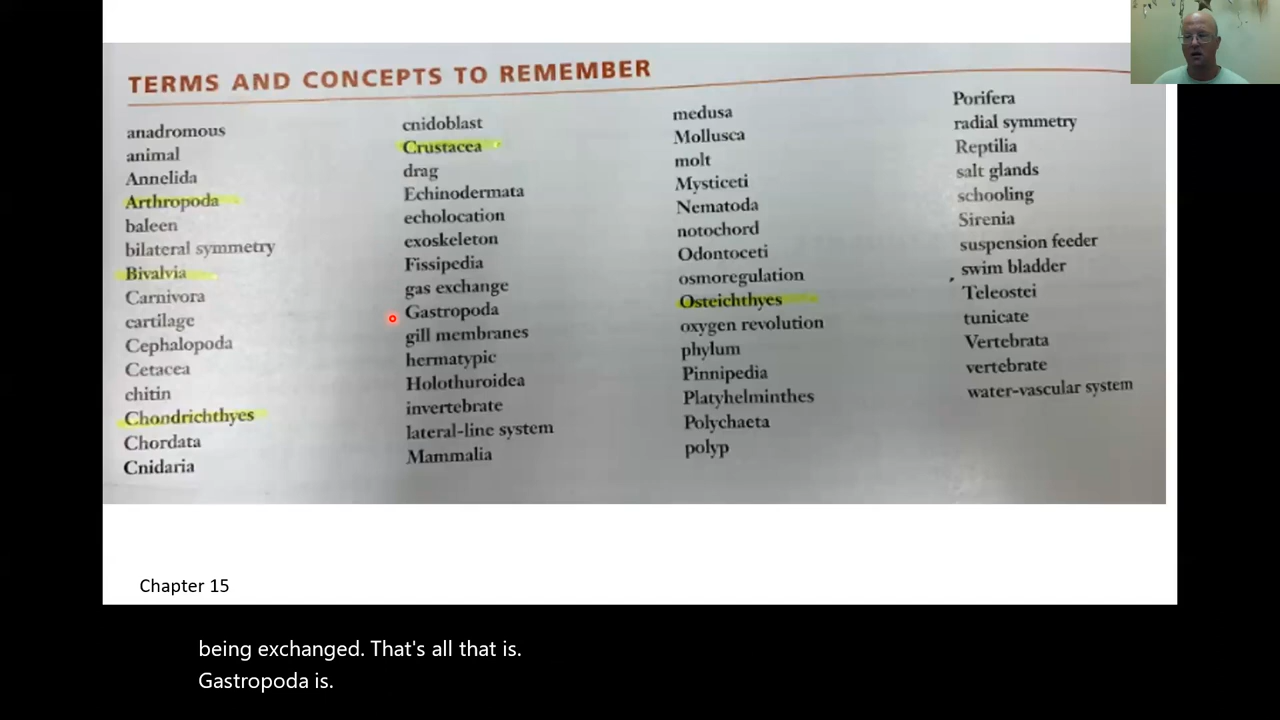 TERMS AND CONCEPTS TO REMEMBER
anadromous
animal
Annelida
Arthropoda
baleen
bilateral symmetry
Bivalvia
Carnivora
cartilage
Cephalopoda
Cetacea
chitin
Chondrichthyes
Chordata
Cnidaria
cnidoblast
Crustacea
drag
Echinodermata
echolocation
exoskeleton
Fissipedia
gas exchange
Gastropoda
gill membranes
hermatypic
Holothuroidea
invertebrate
lateral-line system
Mammalia
medusa
Mollusca
molt
Mysticeti
Nematoda
notochord
Odontoceti
osmoregulation
Osteichthyes
oxygen revolution
phylum
Pinnipedia
Platyhelminthes
Polychaeta
polyp
Porifera
radial symmetry
Reptilia
salt glands
schooling
Sirenia
suspension feeder
swim bladder
Teleostei
tunicate
Vertebrata
vertebrate
water-vascular system
Chapter 15
being exchanged. That's all that is.
Gastropoda is.